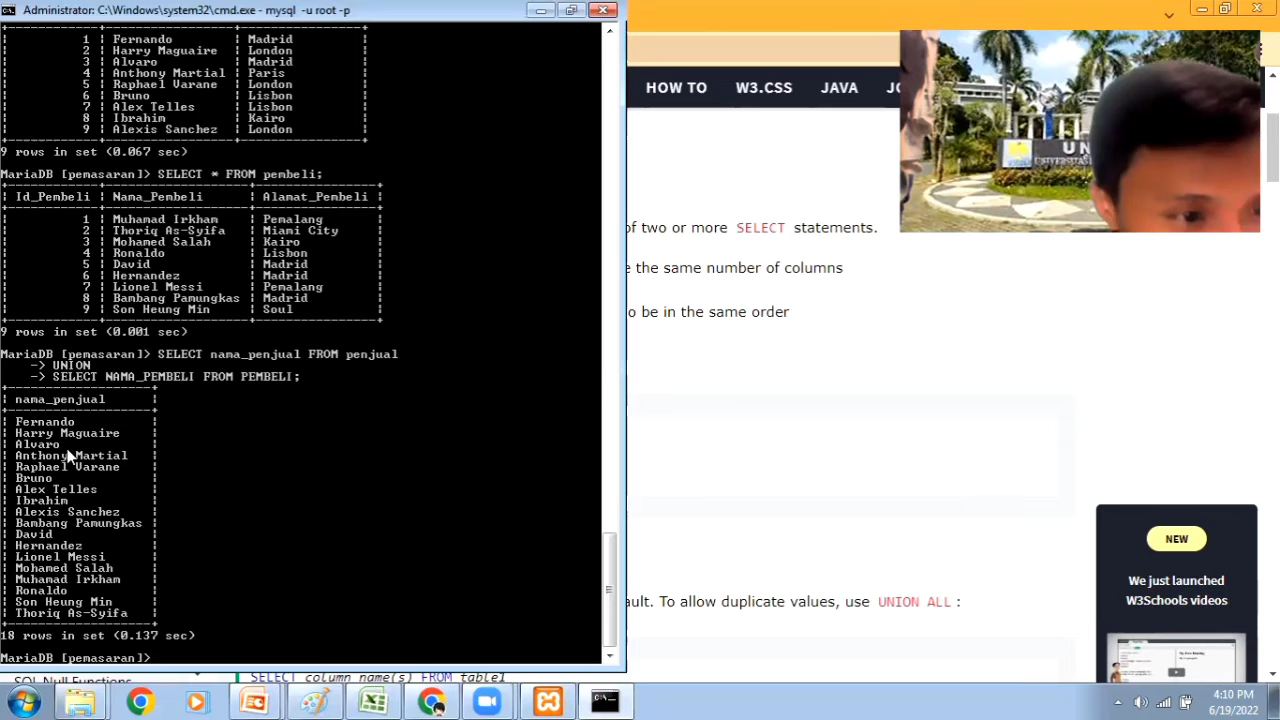 Administrator: C:\Windows\system32\cmd.exe - mysql -u root -p
1 | Fernando | Madrid |
2 | Harry Maguaire | London |
3 | Alvaro | Madrid |
4 | Anthony Martial | Paris |
5 | Raphael Varane | London |
6 | Bruno | Lisbon |
7 | Alex Telles | Lisbon |
8 | Ibrahim | Kairo |
9 | Alexis Sanchez | London |
9 rows in set (0.067 sec)
MariaDB [pemasaran]> SELECT * FROM pembeli;
| Id_Pembeli | Nama_Pembeli | Alamat_Pembeli |
| 1 | Muhamad Irkham | Pemalang |
| 2 | Thoriq As-Syifa | Miami City |
| 3 | Mohamed Salah | Kairo |
| 4 | Ronaldo | Lisbon |
| 5 | David | Madrid |
| 6 | Hernandez | Madrid |
| 7 | Lionel Messi | Pemalang |
| 8 | Bambang Pamungkas | Madrid |
| 9 | Son Heung Min | Soul |
9 rows in set (0.001 sec)
MariaDB [pemasaran]> SELECT nama_penjual FROM penjual
-> UNION
-> SELECT NAMA_PEMBELI FROM PEMBELI;
| nama_penjual |
| Fernando |
| Harry Maguaire |
| Alvaro |
| Anthony Martial |
| Raphael Varane |
| Bruno |
| Alex Telles |
| Ibrahim |
| Alexis Sanchez |
| Bambang Pamungkas |
| David |
| Hernandez |
| Lionel Messi |
| Mohamed Salah |
| Muhamad Irkham |
| Ronaldo |
| Son Heung Min |
| Thoriq As-Syifa |
18 rows in set (0.137 sec)
MariaDB [pemasaran]>
HOW TO W3.CSS JAVA
UN
UNIVERSITAS
of two or more SELECT statements.
the same number of columns
o be in the same order
ault. To allow duplicate values, use UNION ALL:
NEW
We just launched
W3Schools videos
SQL Null Functions
SELECT column_name(s) FROM table1
4:10 PM
6/19/2022